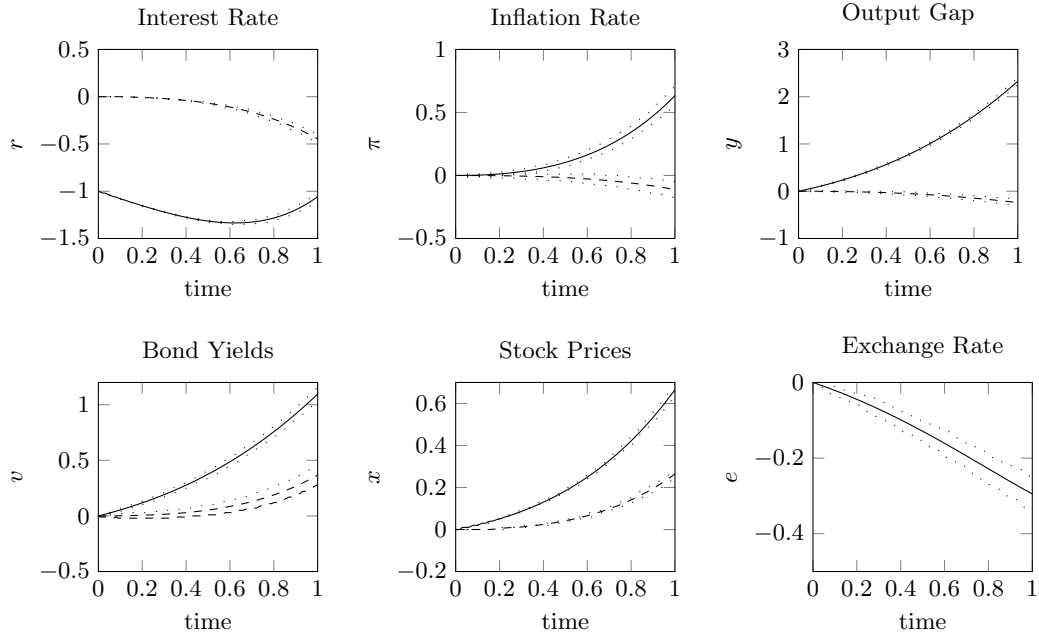 Interest Rate
Inflation Rate
Output Gap
0.5
0
−0.5
−1
−1.5
r
0 0.2 0.4 0.6 0.8 1
time
1
0.5
0
−0.5
π
0 0.2 0.4 0.6 0.8 1
time
3
2
1
0
−1
y
0 0.2 0.4 0.6 0.8 1
time
Bond Yields
Stock Prices
Exchange Rate
1
0.5
0
−0.5
v
0 0.2 0.4 0.6 0.8 1
time
0.6
0.4
0.2
0
−0.2
x
0 0.2 0.4 0.6 0.8 1
time
0
−0.2
−0.4
e
0 0.2 0.4 0.6 0.8 1
time